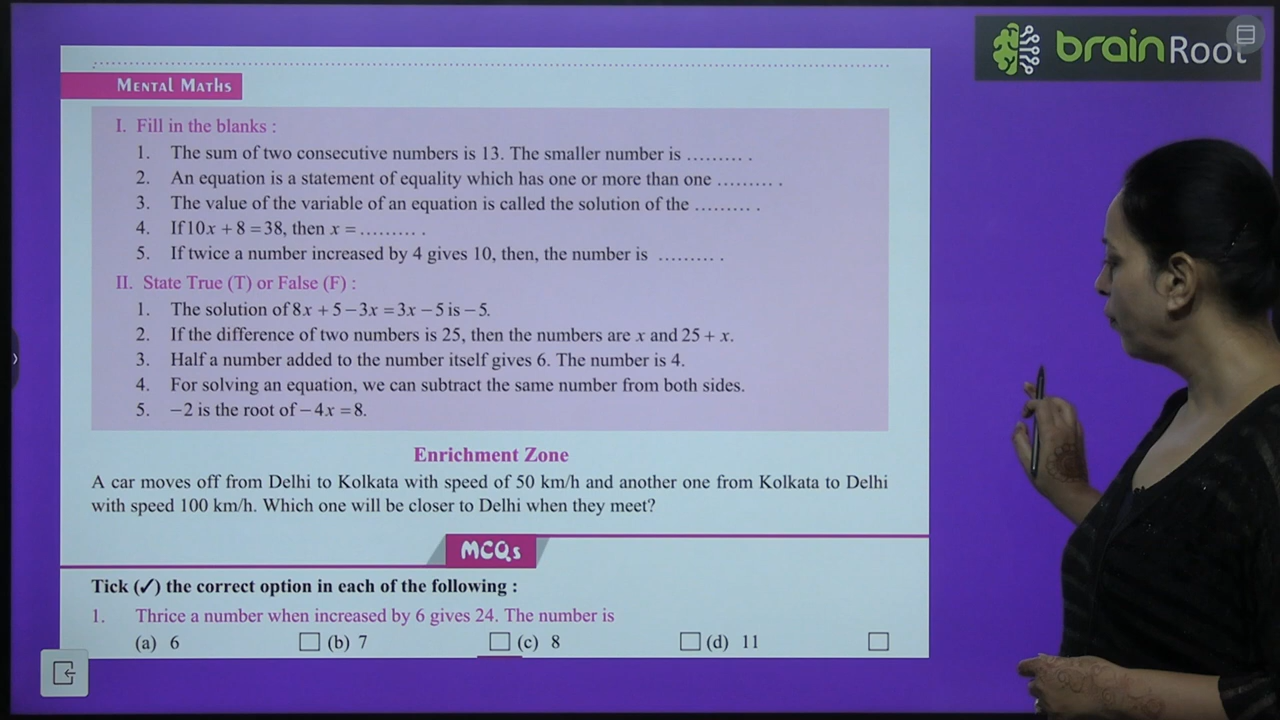 brainRoot
MENTAL MATHS
I. Fill in the blanks :
1. The sum of two consecutive numbers is 13. The smaller number is ......... .
2. An equation is a statement of equality which has one or more than one ......... .
3. The value of the variable of an equation is called the solution of the ......... .
4. If 10x + 8 = 38, then x = ......... .
5. If twice a number increased by 4 gives 10, then, the number is ......... .
II. State True (T) or False (F) :
1. The solution of 8x + 5 – 3x = 3x – 5 is – 5.
2. If the difference of two numbers is 25, then the numbers are x and 25 + x.
3. Half a number added to the number itself gives 6. The number is 4.
4. For solving an equation, we can subtract the same number from both sides.
5. –2 is the root of – 4x = 8.
Enrichment Zone
A car moves off from Delhi to Kolkata with speed of 50 km/h and another one from Kolkata to Delhi
with speed 100 km/h. Which one will be closer to Delhi when they meet?
MCQs
Tick (✓) the correct option in each of the following :
1. Thrice a number when increased by 6 gives 24. The number is
(a) 6 (b) 7 (c) 8 (d) 11